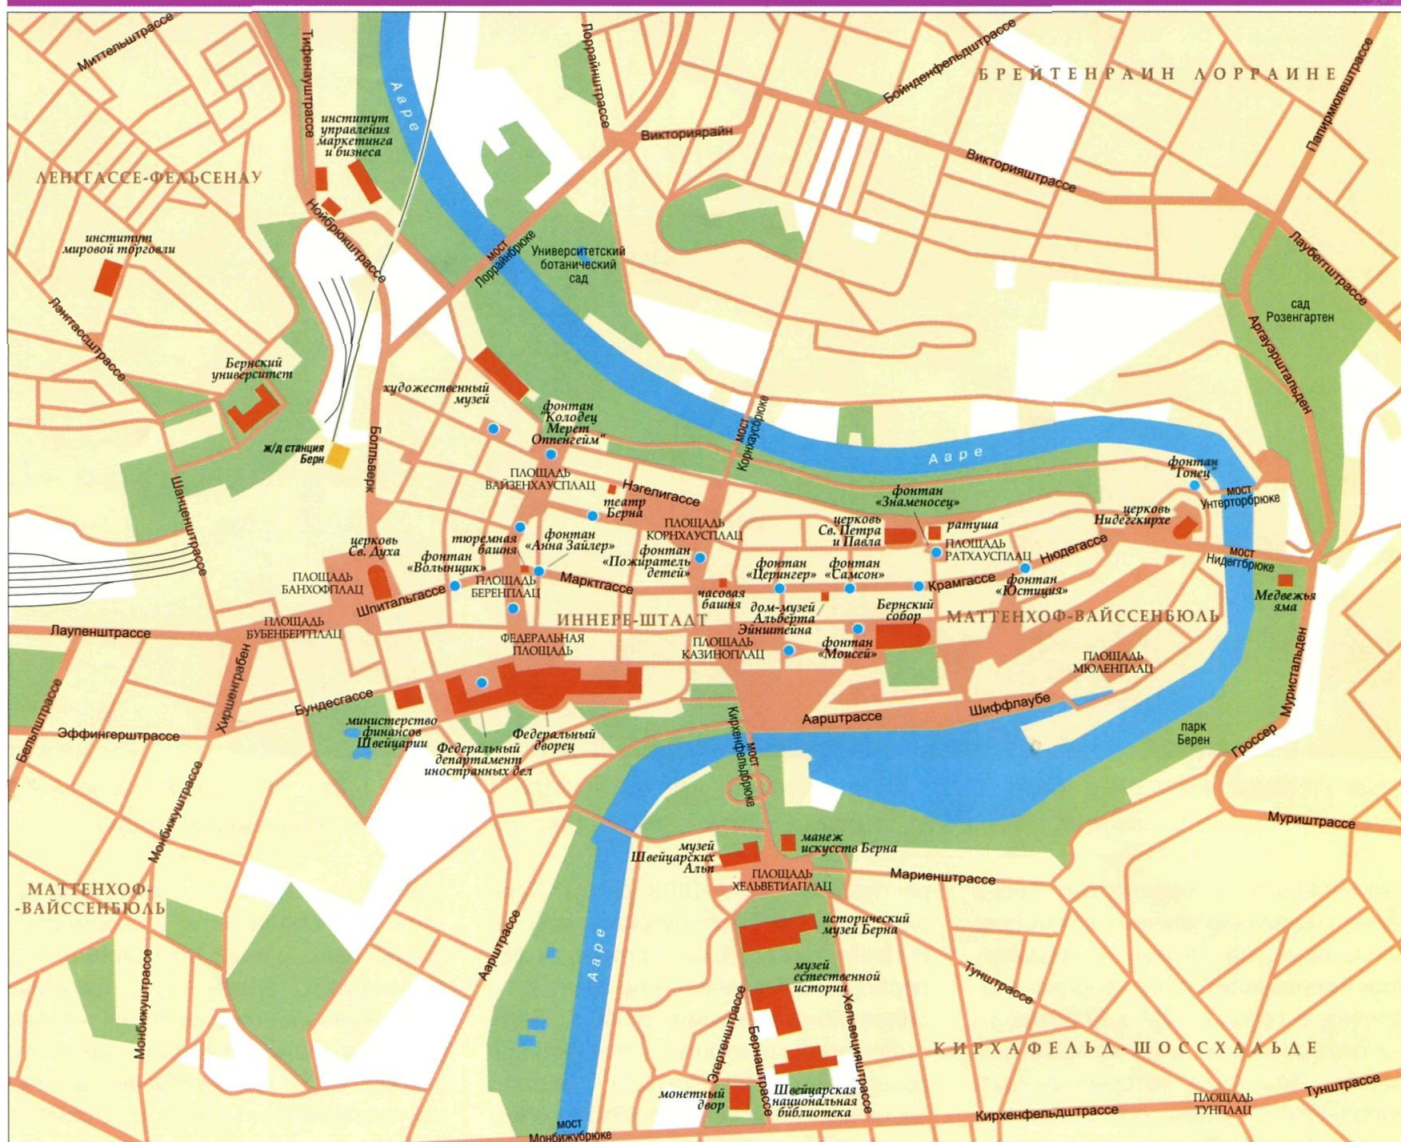 Миттельштрассе
Тифенауштрассе
Ааре
Лоррайнштрассе
Бойнденфельдштрассе
БРЕЙТЕНРАИН ЛОРРАИНЕ
Папирмюлештрассе
институт
управления
маркетинга
и бизнеса
Викториярайн
Викторияштрассе
ЛЕНГГАССЕ-ФЕЛЬСЕНАУ
Нойбрюкштрассе
институт
мировой торговли
мост
Лоррайнбрюке
Университетский
ботанический
сад
Лаубеггштрассе
сад
Розенгартен
Аргауэрштальден
Лэнггассштрассе
Бернский
университет
художественный
музей
фонтан
"Колодец
Мерет
Оппенгейм"
мост
Корнхаусбрюке
ж/д станция
Берн
Болльверк
Ааре
фонтан
"Гонец"
мост
Унтерторбрюке
ПЛОЩАДЬ
ВАЙЗЕНХАУСПЛАЦ
Нэгелигассе
театр
Берна
фонтан
«Знаменосец»
церковь
Нидеггкирхе
Шанценштрассе
ПЛОЩАДЬ
КОРНХАУСПЛАЦ
церковь
Св. Петра
и Павла
ратуша
ПЛОЩАДЬ
РАТХАУСПЛАЦ
Нюдегассе
мост
Нидеггбрюке
церковь
Св. Духа
тюремная
башня
фонтан
«Анна Зайлер»
фонтан
«Волынщик»
фонтан
«Пожиратель
детей»
фонтан
«Церингер»
фонтан
«Самсон»
Крамгассе
фонтан
«Юстиция»
Медвежья
яма
ПЛОЩАДЬ
БАНХОФПЛАЦ
Шпитальгассе
ПЛОЩАДЬ
БЕРЕНПЛАЦ
Марктгассе
часовая
башня
дом-музей
Альберта
Эйнштейна
Бернский
собор
МАТТЕНХОФ-ВАЙССЕНБЮЛЬ
Лаупенштрассе
ПЛОЩАДЬ
БУБЕНБЕРГПЛАЦ
ИННЕРЕ-ШТАДТ
ФЕДЕРАЛЬНАЯ
ПЛОЩАДЬ
ПЛОЩАДЬ
КАЗИНОПЛАЦ
фонтан
«Моисей»
ПЛОЩАДЬ
МЮЛЕНПЛАЦ
Муристальден
Бельпштрассе
Хиршенграбен
Бундесгассе
Эффингерштрассе
министерство
финансов
Швейцарии
Федеральный
департамент
иностранных дел
Федеральный
дворец
мост
Кирхенфельдбрюке
Аарштрассе
Шиффлаубе
парк
Берен
Гроссер
Монбижуштрассе
Муриштрассе
музей
Швейцарских
Альп
манеж
искусств Берна
ПЛОЩАДЬ
ХЕЛЬВЕТИАПЛАЦ
Мариенштрассе
МАТТЕНХОФ-
-ВАЙССЕНБЮЛЬ
исторический
музей Берна
Аарштрассе
Ааре
Монбижуштрассе
музей
естественной
истории
Тунштрассе
Эгертенштрассе
Бернаштрассе
Хельвецияштрассе
КИРХАФЕЛЬД-ШОССХАЛЬДЕ
монетный
двор
Швейцарская
национальная
библиотека
Кирхенфельдштрассе
ПЛОЩАДЬ
ТУНПЛАЦ
Тунштрассе
мост
Монбижубрюке